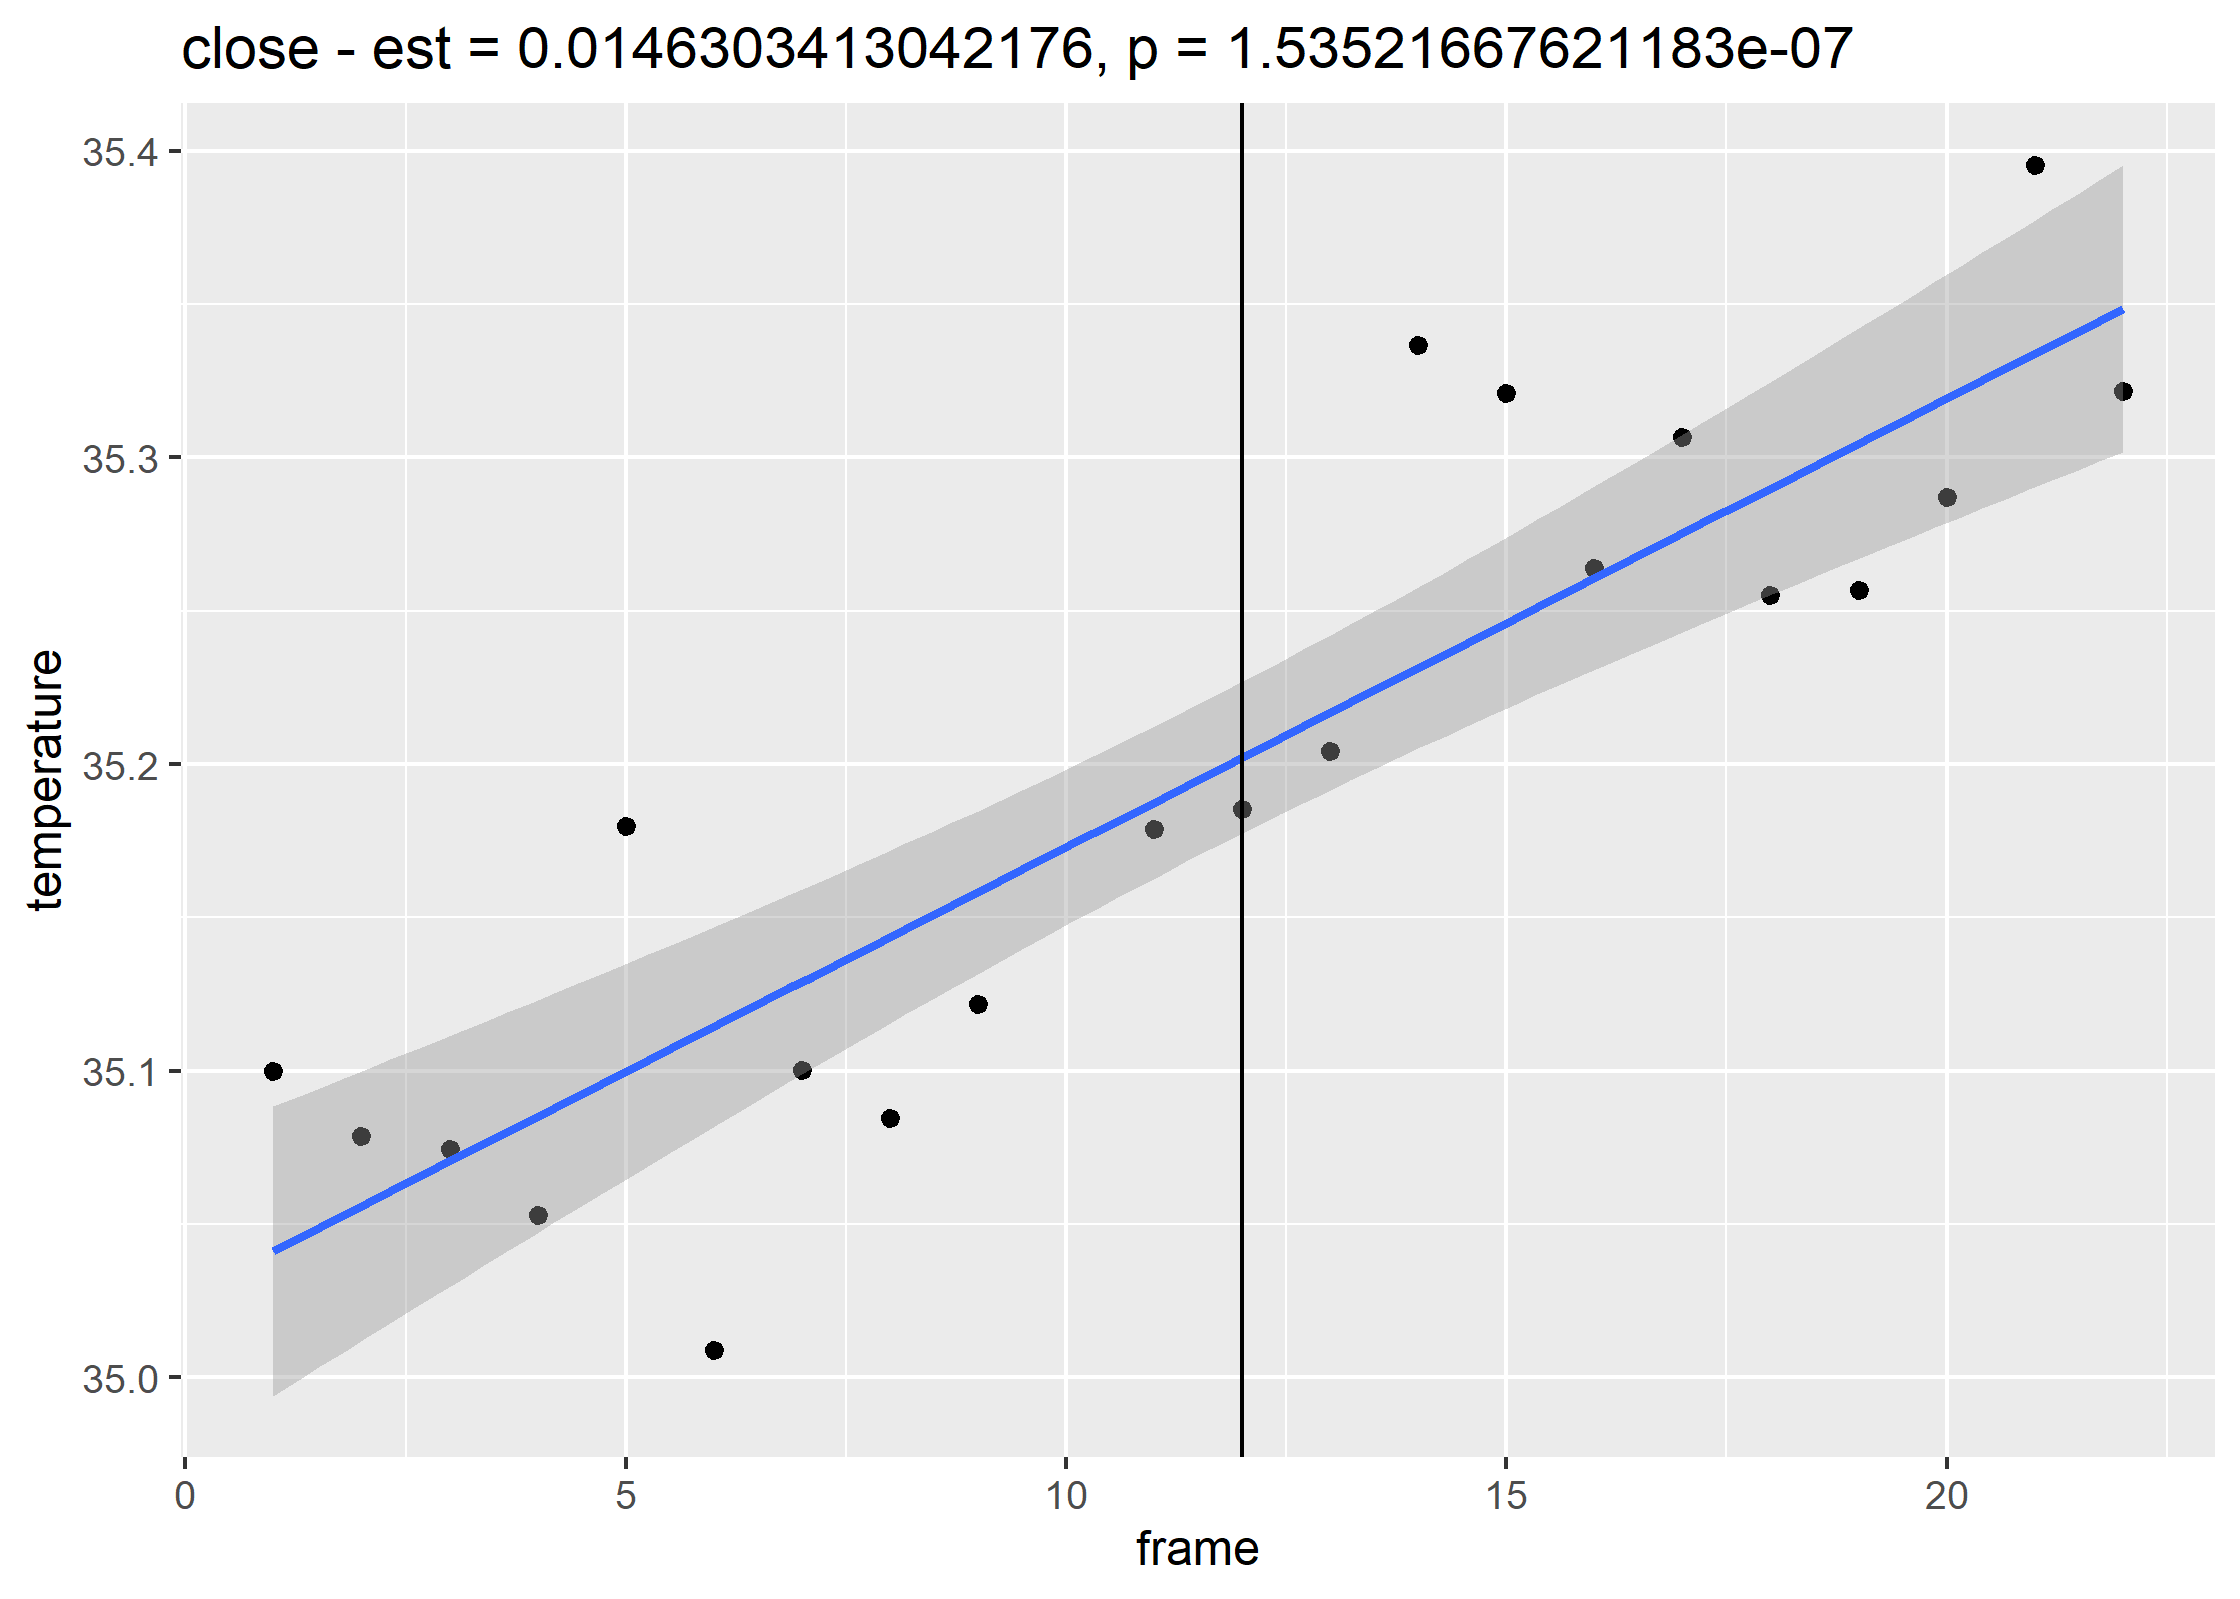 close - est = 0.0146303413042176, p = 1.53521667621183e-07
35.4
35.3
35.2
35.1
35.0
temperature
0 5 10 15 20
frame